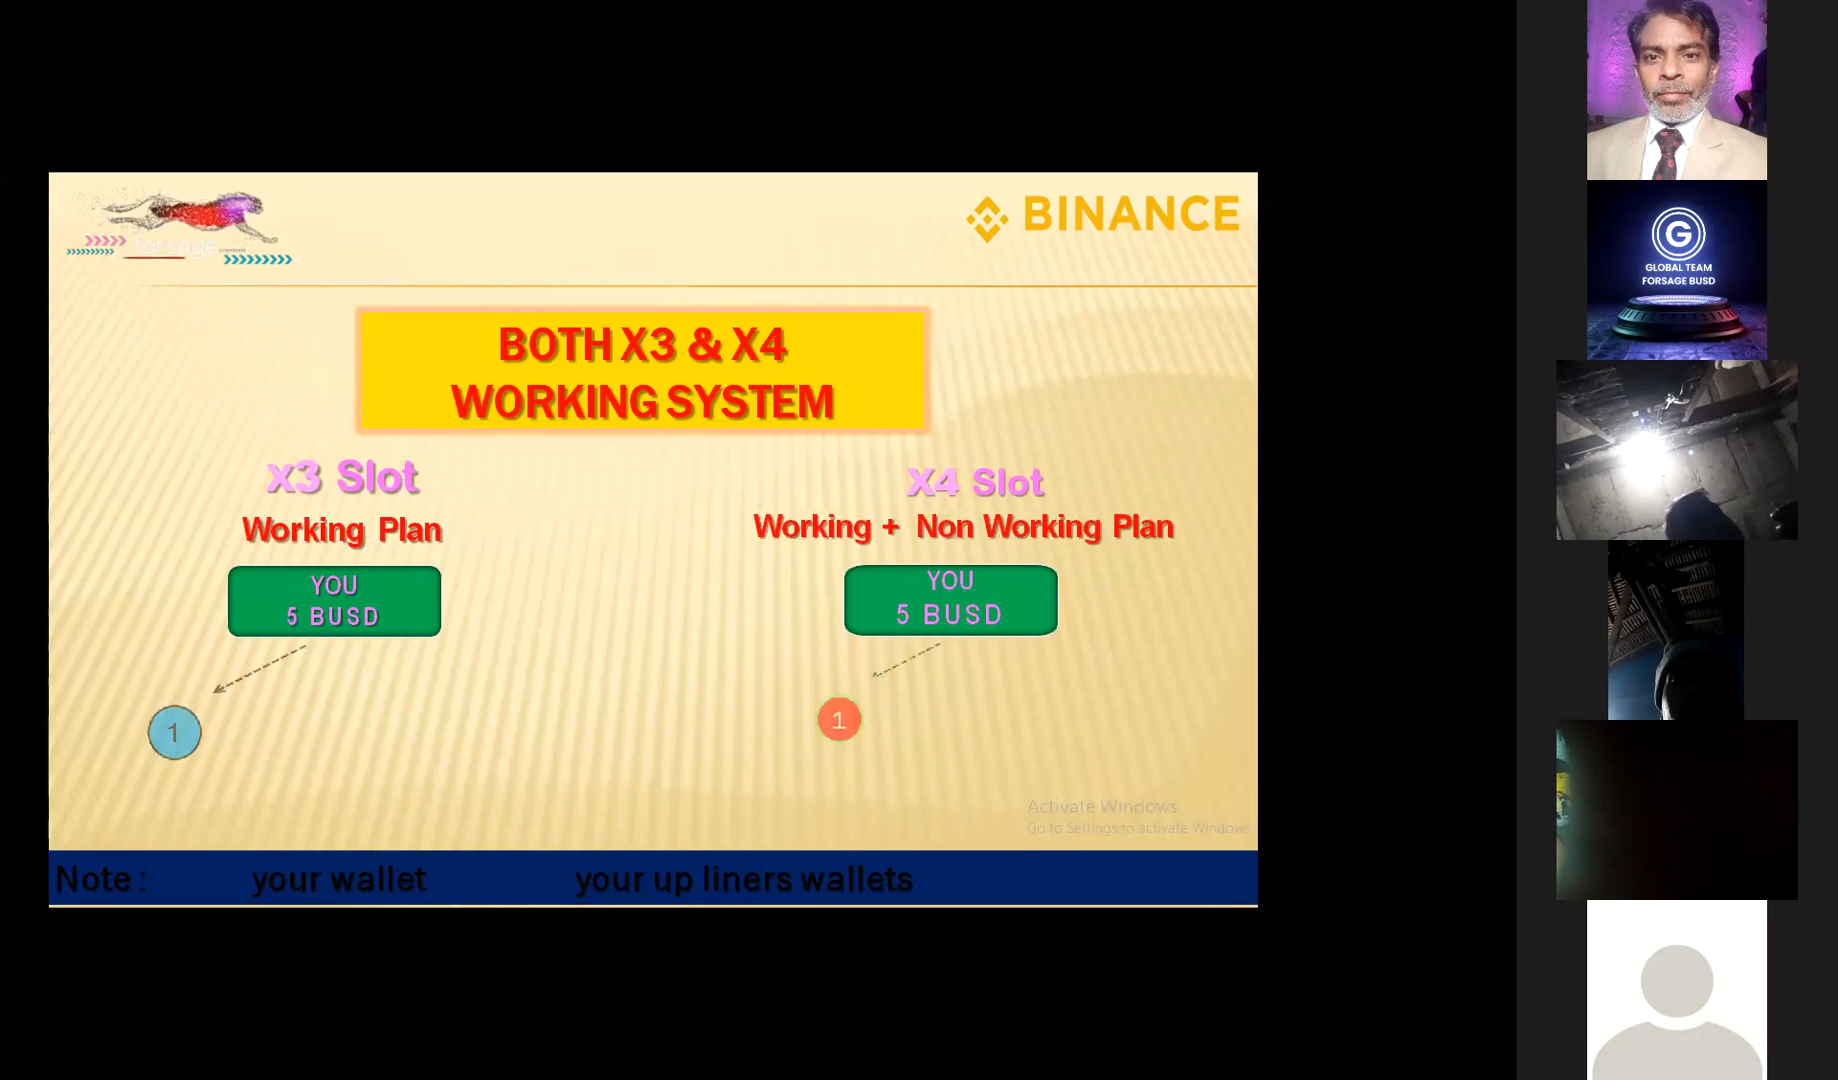 forsage
BINANCE
BOTH X3 & X4
WORKING SYSTEM
x3 Slot
Working Plan
YOU
5 BUSD
1
X4 Slot
Working + Non Working Plan
YOU
5 BUSD
1
Activate Windows
Go to Settings to activate Windows.
Note : your wallet your up liners wallets
G
GLOBAL TEAM
FORSAGE BUSD